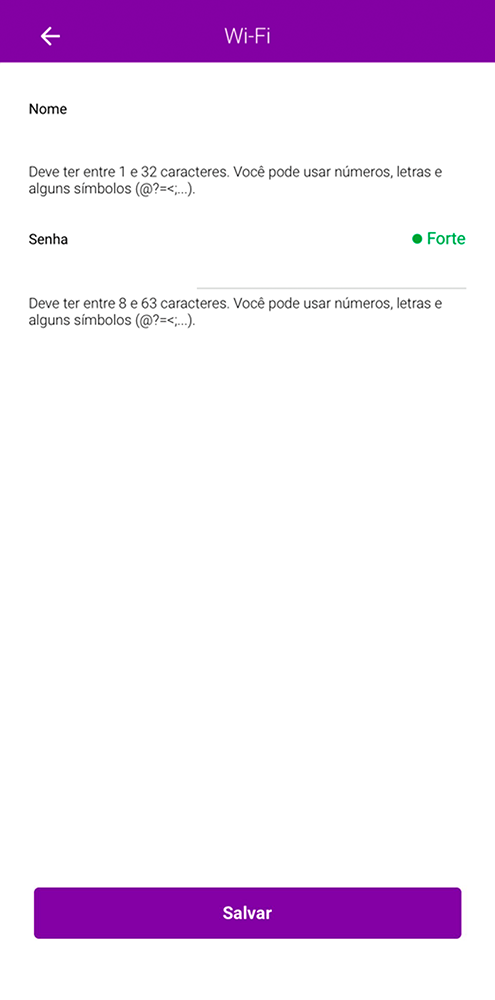 Wi-Fi
Nome
Deve ter entre 1 e 32 caracteres. Você pode usar números, letras e
alguns símbolos (@?=<;...).
Senha
Forte
Deve ter entre 8 e 63 caracteres. Você pode usar números, letras e
alguns símbolos (@?=<;...).
Salvar